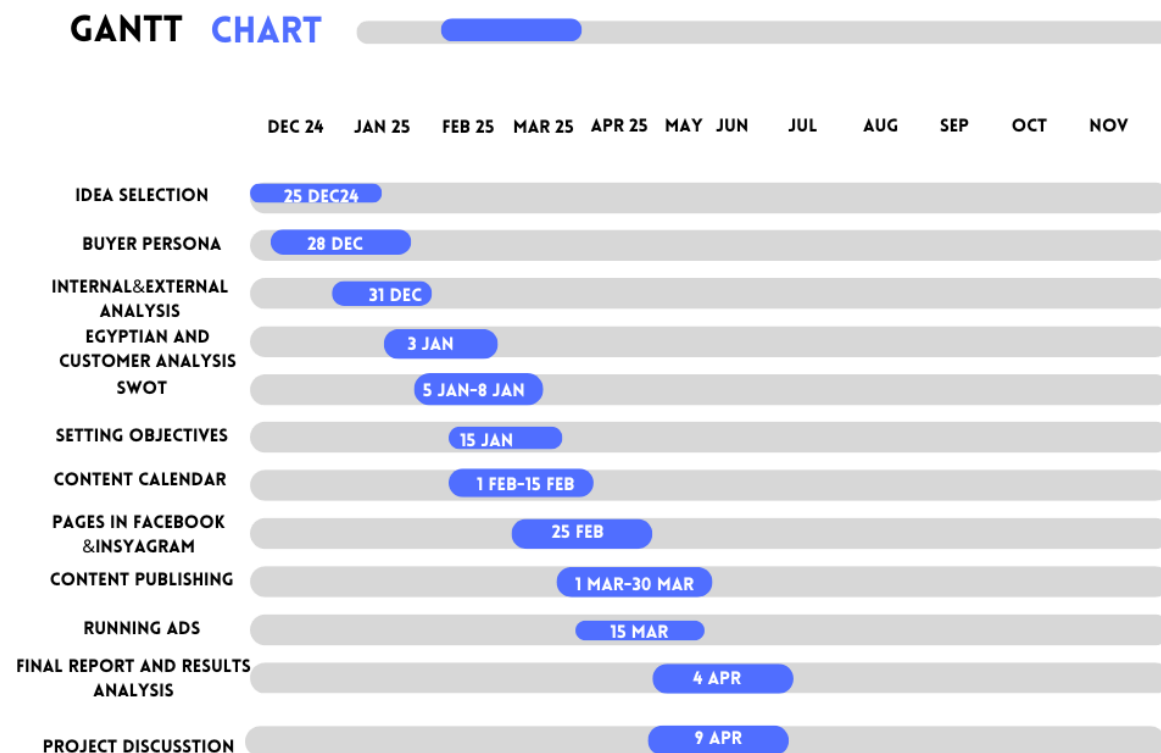 GANTT CHART
DEC 24 JAN 25 FEB 25 MAR 25 APR 25 MAY JUN JUL AUG SEP OCT NOV
IDEA SELECTION 25 DEC24
BUYER PERSONA 28 DEC
INTERNAL&EXTERNAL
ANALYSIS 31 DEC
EGYPTIAN AND
CUSTOMER ANALYSIS 3 JAN
SWOT 5 JAN-8 JAN
SETTING OBJECTIVES 15 JAN
CONTENT CALENDAR 1 FEB-15 FEB
PAGES IN FACEBOOK
&INSYAGRAM 25 FEB
CONTENT PUBLISHING 1 MAR-30 MAR
RUNNING ADS 15 MAR
FINAL REPORT AND RESULTS
ANALYSIS 4 APR
PROJECT DISCUSSTION 9 APR